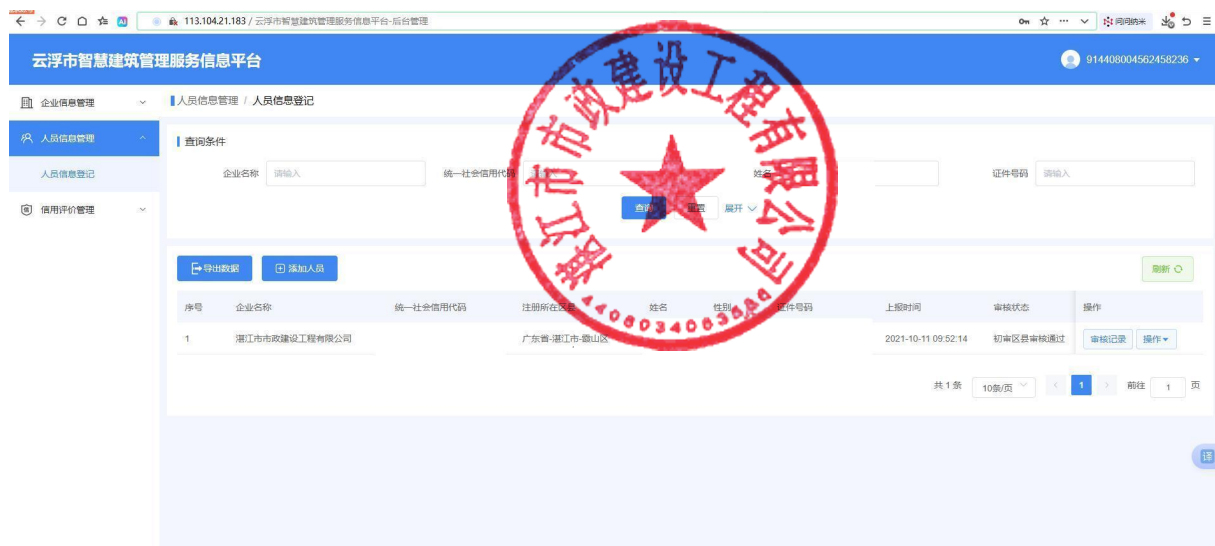 113.104.21.183 / 云浮市智慧建筑管理服务信息平台-后台管理
问问纳米
云浮市智慧建筑管理服务信息平台
914408004562458236
企业信息管理
人员信息管理 / 人员信息登记
人员信息管理
人员信息登记
信用评价管理
查询条件
企业名称 请输入 统一社会信用代码 姓名 证件号码 请输入
查询 重置 展开
导出数据 添加人员 刷新
序号 企业名称 统一社会信用代码 注册所在区县 姓名 性别 证件号码 上报时间 审核状态 操作
1 湛江市市政建设工程有限公司 广东省-湛江市-霞山区 2021-10-11 09:52:14 初审区县审核通过 审核记录 操作
共 1 条 10条/页 1 前往 1 页
湛江市市政建设工程有限公司
译